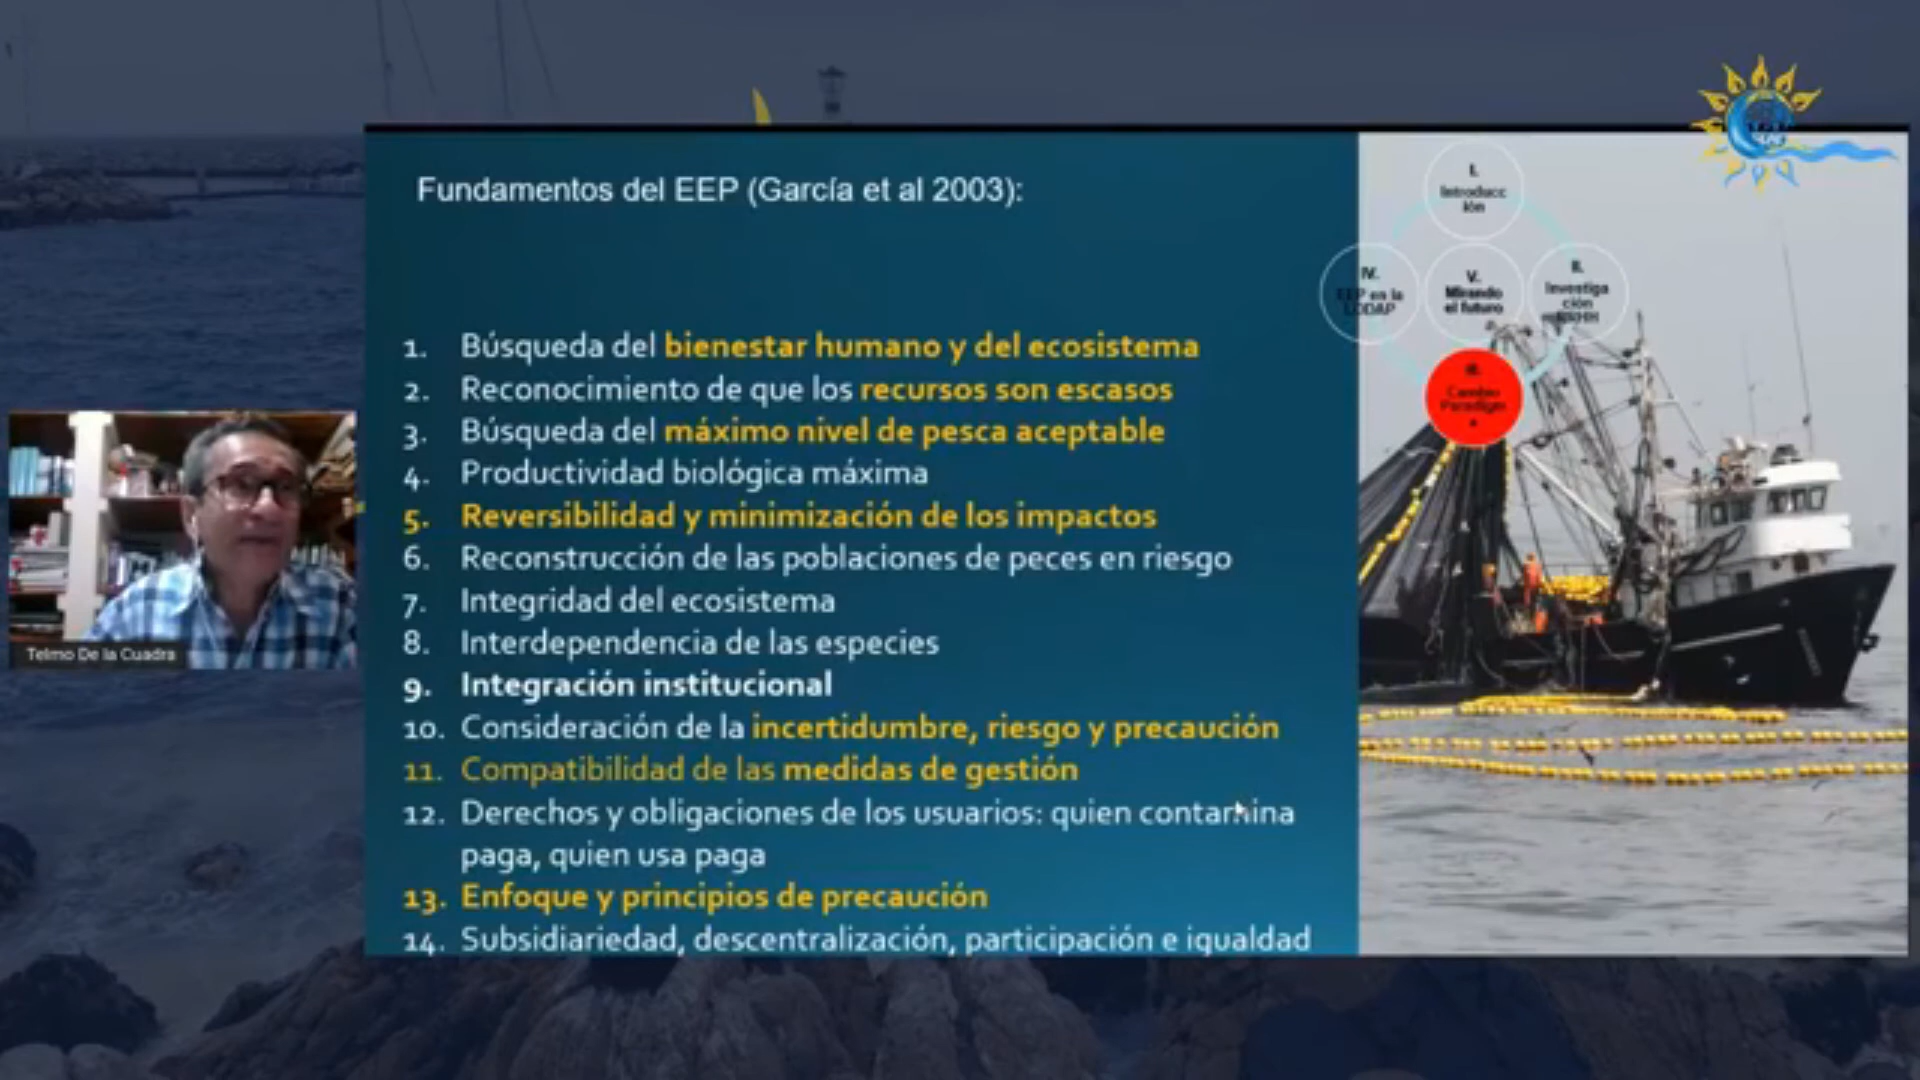 Fundamentos del EEP (García et al 2003):
1. Búsqueda del bienestar humano y del ecosistema
2. Reconocimiento de que los recursos son escasos
3. Búsqueda del máximo nivel de pesca aceptable
4. Productividad biológica máxima
5. Reversibilidad y minimización de los impactos
6. Reconstrucción de las poblaciones de peces en riesgo
7. Integridad del ecosistema
8. Interdependencia de las especies
9. Integración institucional
10. Consideración de la incertidumbre, riesgo y precaución
11. Compatibilidad de las medidas de gestión
12. Derechos y obligaciones de los usuarios: quien contamina
paga, quien usa paga
13. Enfoque y principios de precaución
14. Subsidiariedad, descentralización, participación e igualdad
I.
Introducc
ión
II.
Investiga
ción
III.
Cambio
Paradigm
a
IV.
EEP en la
V.
Mirando
el futuro
Telmo De la Cuadra